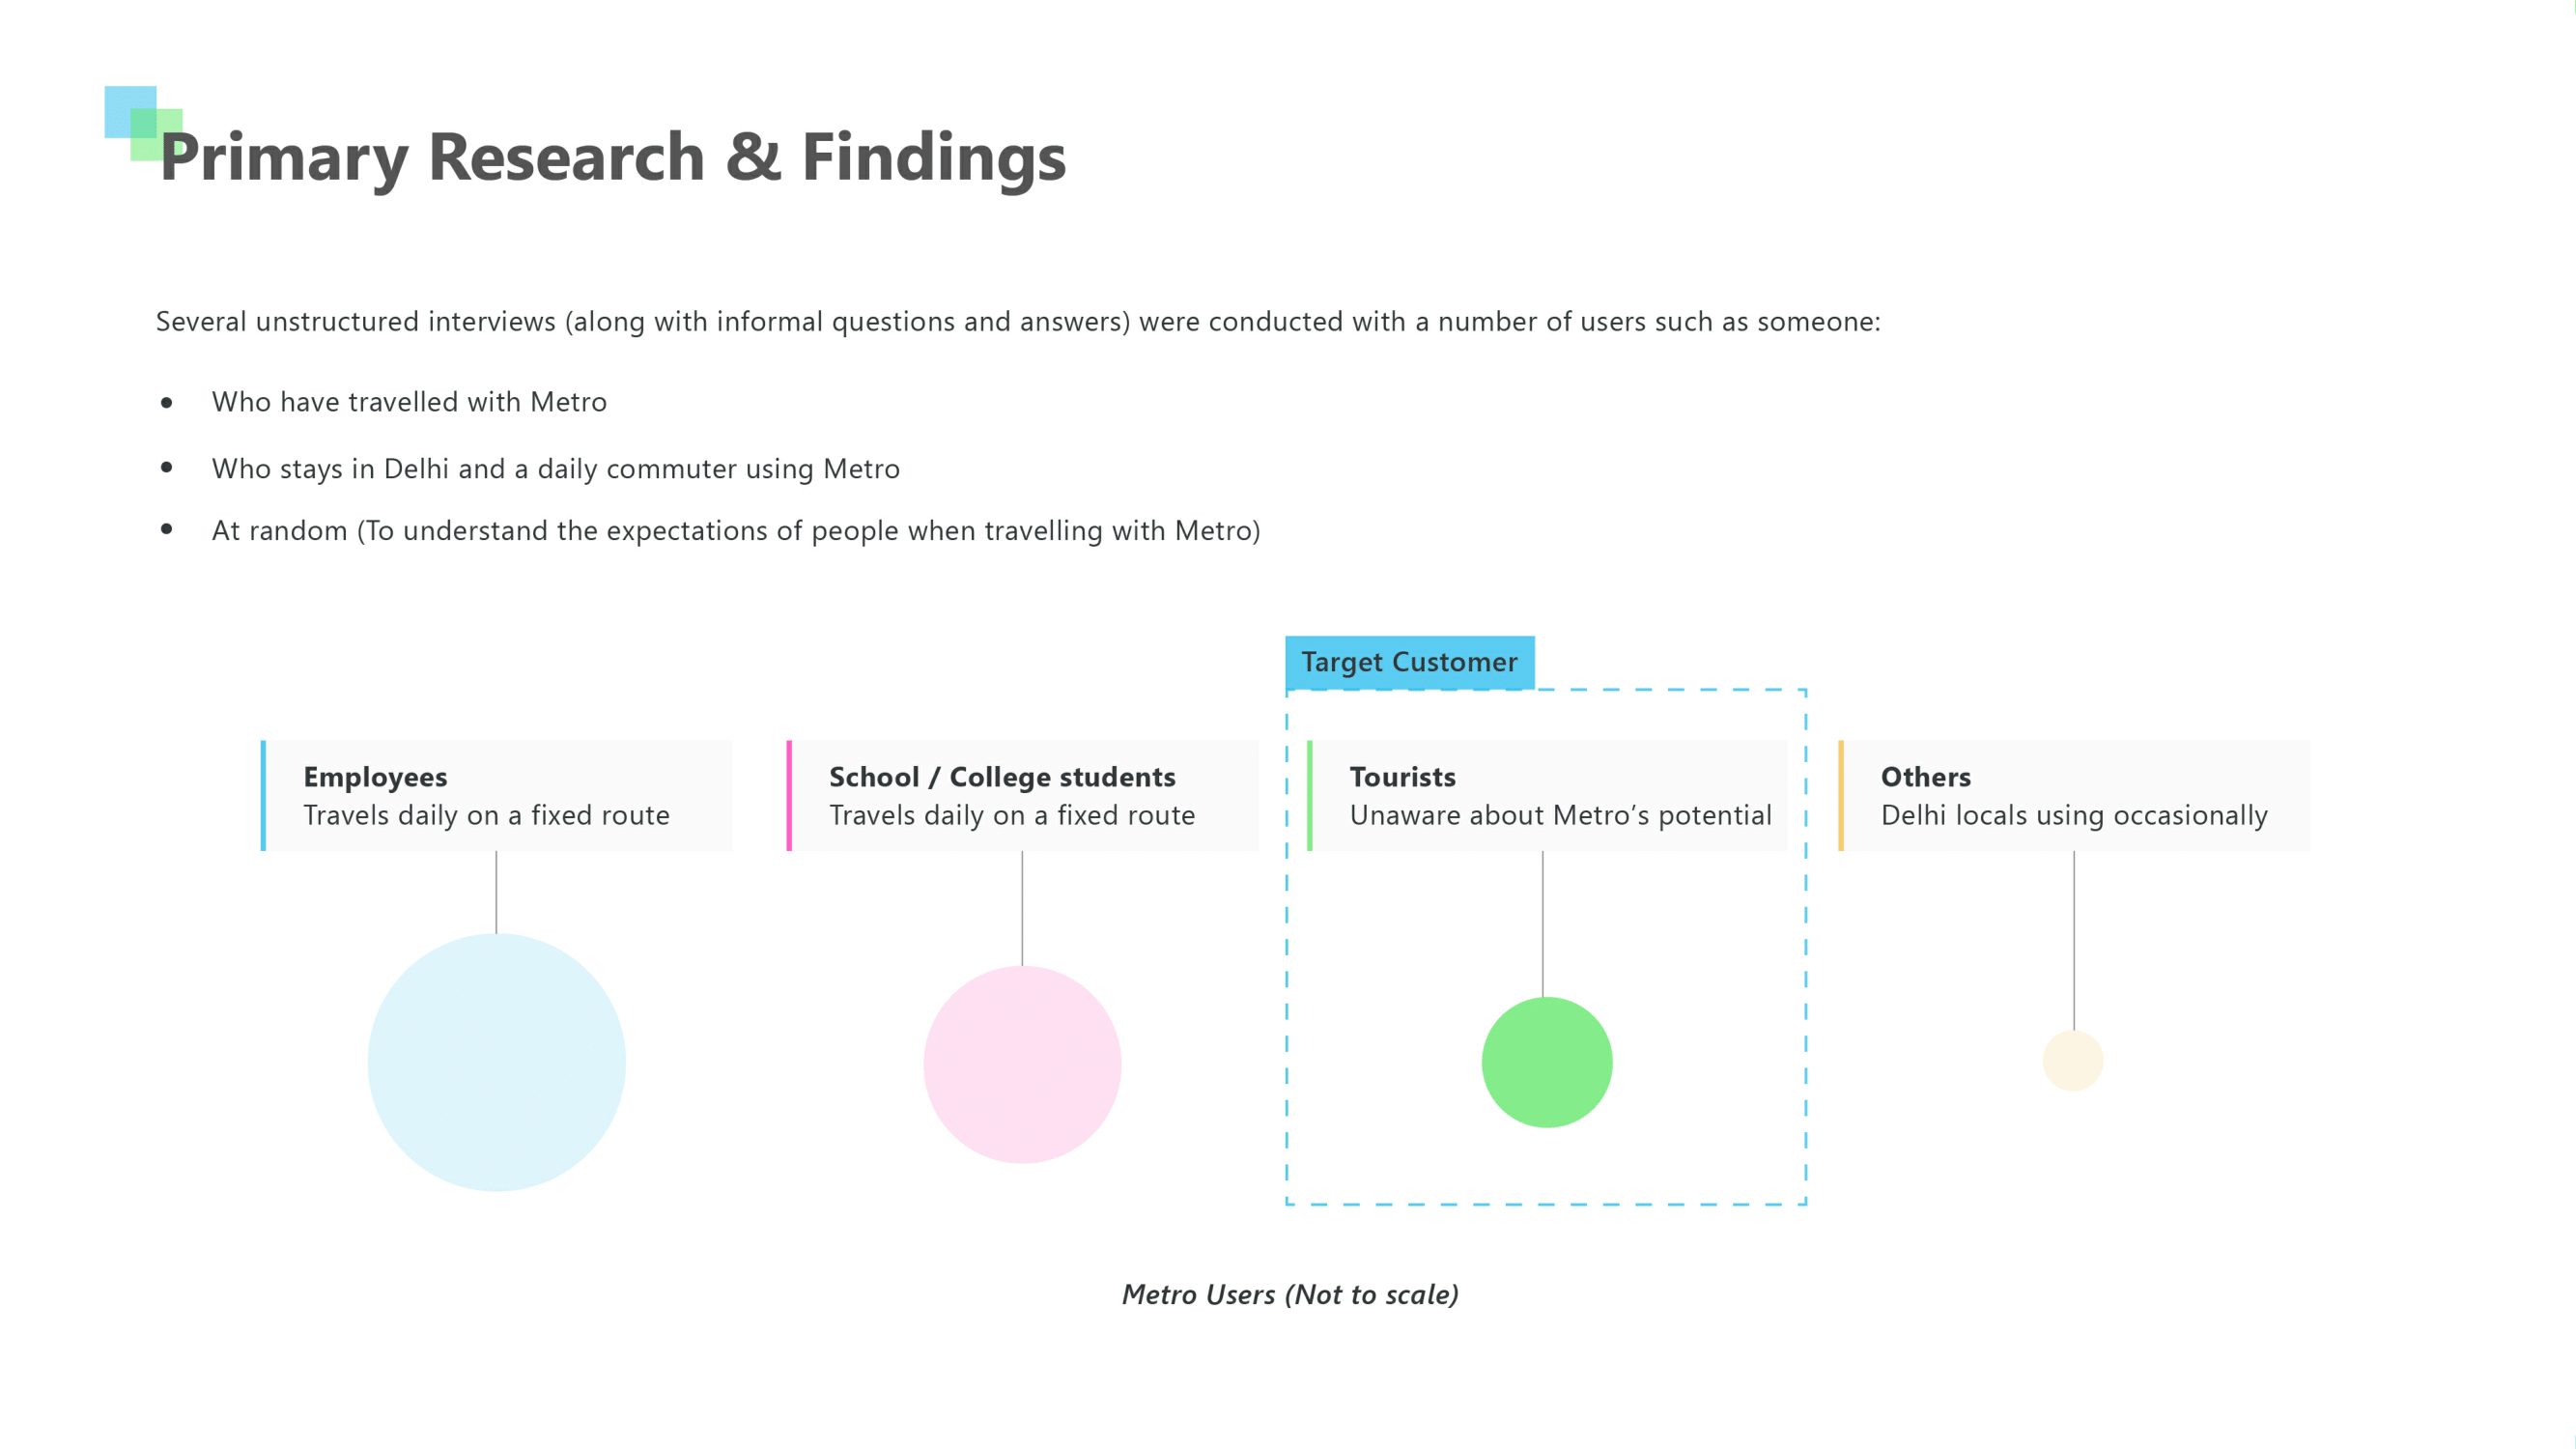 Primary Research & Findings
Several unstructured interviews (along with informal questions and answers) were conducted with a number of users such as someone:
• Who have travelled with Metro
• Who stays in Delhi and a daily commuter using Metro
• At random (To understand the expectations of people when travelling with Metro)
Target Customer
Employees
Travels daily on a fixed route
School / College students
Travels daily on a fixed route
Tourists
Unaware about Metro’s potential
Others
Delhi locals using occasionally
Metro Users (Not to scale)